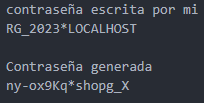 contraseña escrita por mi
RG_2023*LOCALHOST

Contraseña generada
ny-ox9Kq*shopg_X